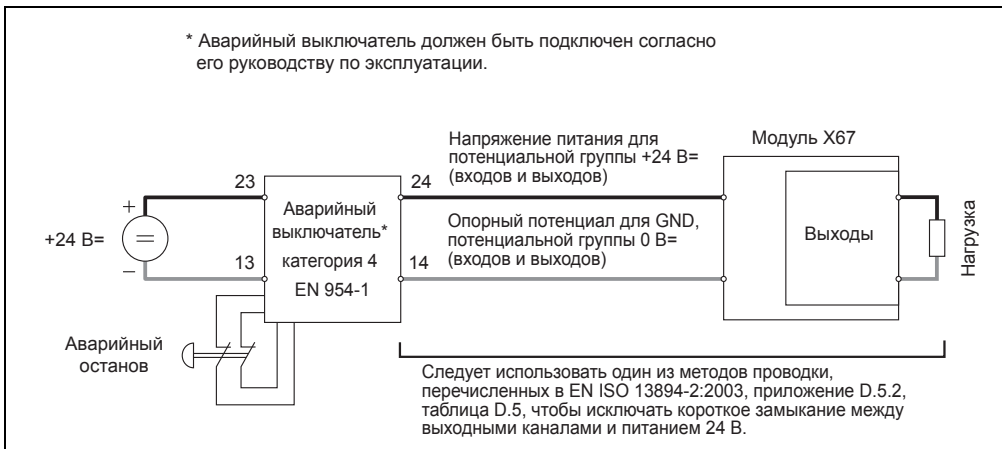 * Аварийный выключатель должен быть подключен согласно
его руководству по эксплуатации.
Напряжение питания для
потенциальной группы +24 В=
(входов и выходов)
Модуль X67
23
24
+
+24 В=
=
–
Аварийный
выключатель*
категория 4
EN 954-1
Опорный потенциал для GND,
потенциальной группы 0 В=
(входов и выходов)
Выходы
Нагрузка
13
14
Аварийный
останов
Следует использовать один из методов проводки,
перечисленных в EN ISO 13894-2:2003, приложение D.5.2,
таблица D.5, чтобы исключать короткое замыкание между
выходными каналами и питанием 24 В.